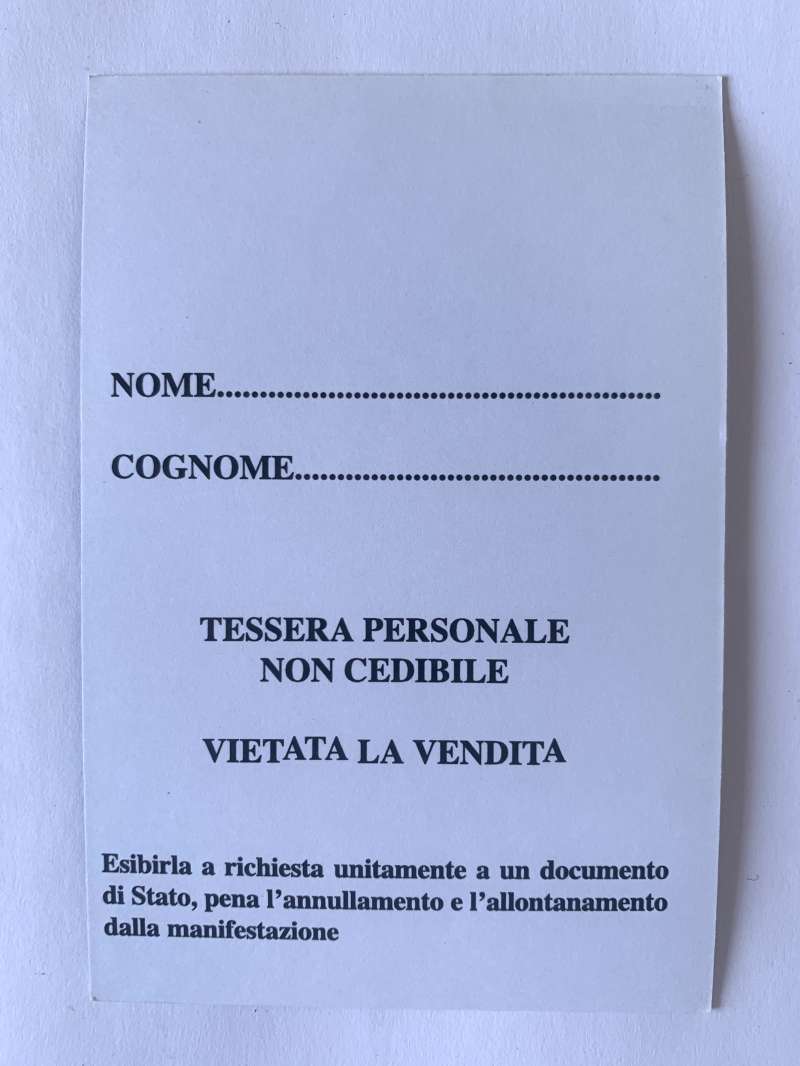 NOME....................................................
COGNOME...........................................
TESSERA PERSONALE
NON CEDIBILE
VIETATA LA VENDITA
Esibirla a richiesta unitamente a un documento
di Stato, pena l'annullamento e l'allontanamento
dalla manifestazione